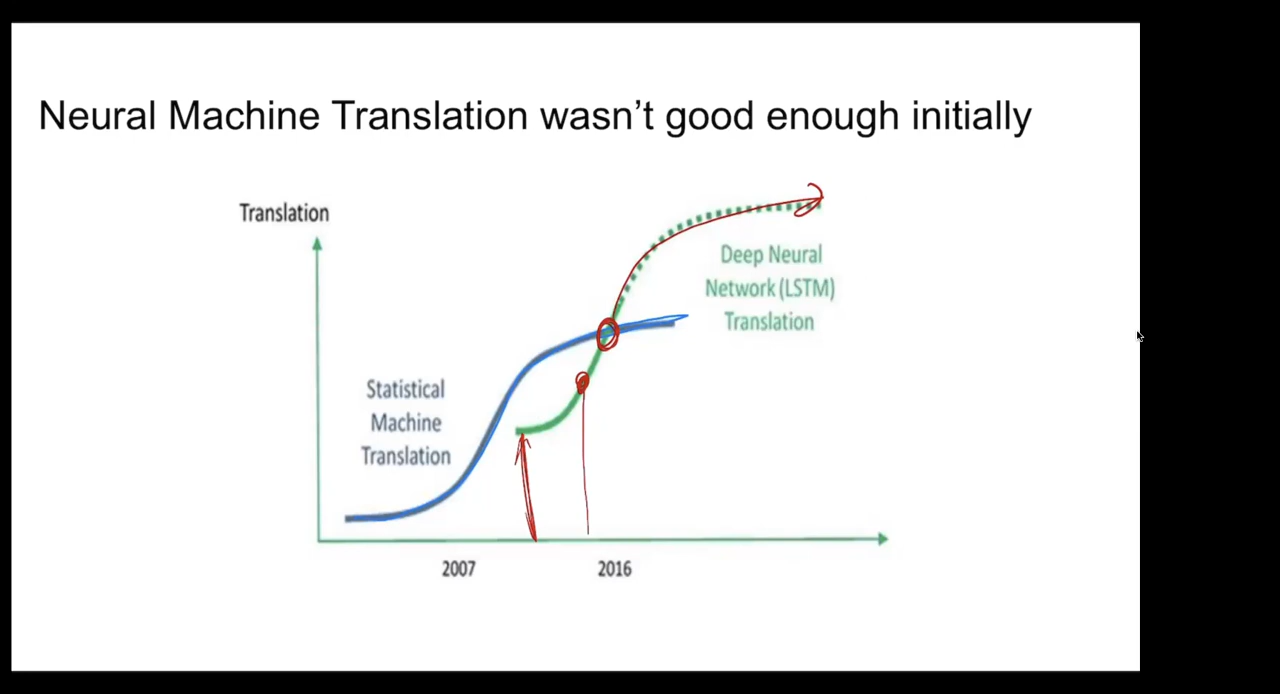 Neural Machine Translation wasn't good enough initially
Translation
Deep Neural
Network (LSTM)
Translation
Statistical
Machine
Translation
2007
2016